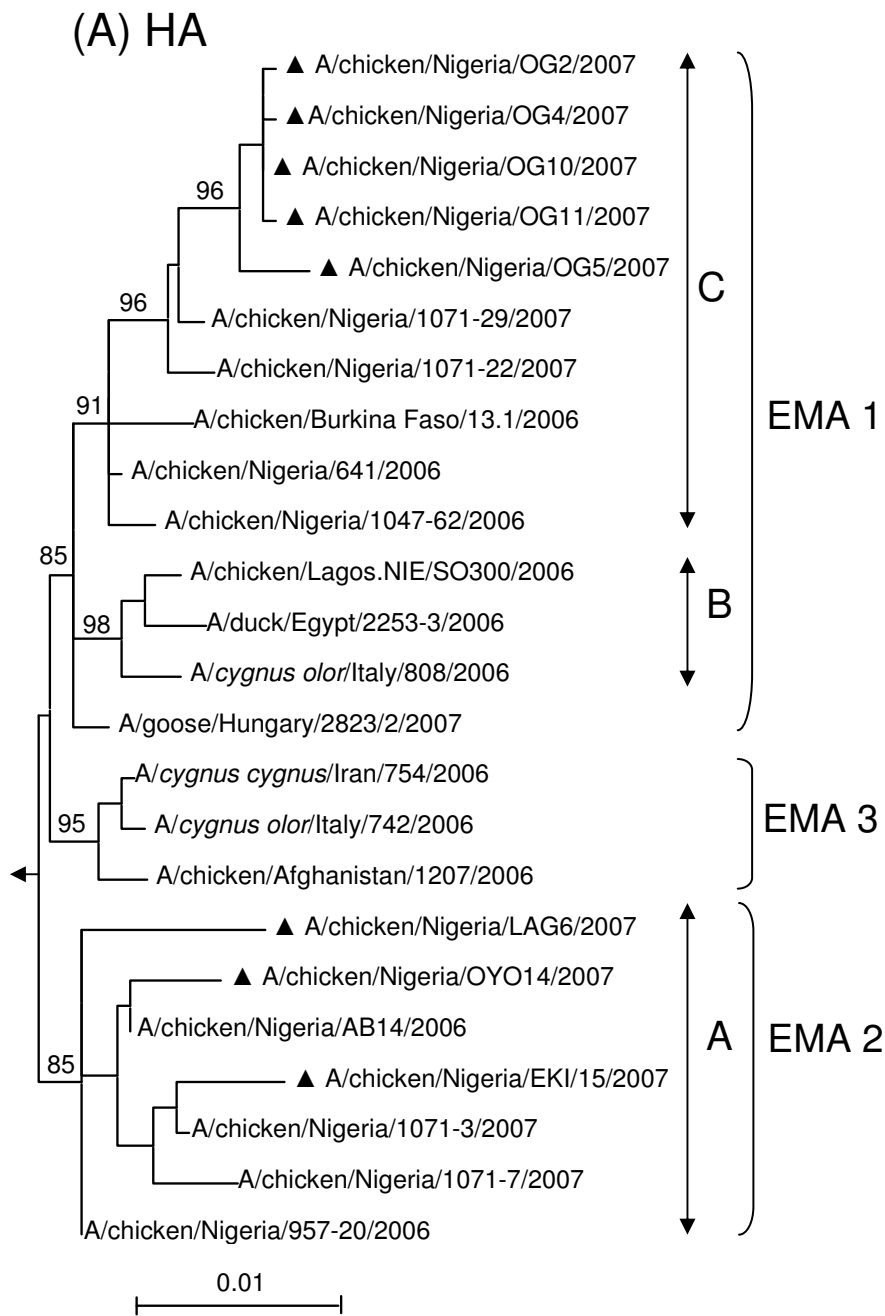 (A) HA
▲ A/chicken/Nigeria/OG2/2007
▲ A/chicken/Nigeria/OG4/2007
▲ A/chicken/Nigeria/OG10/2007
▲ A/chicken/Nigeria/OG11/2007
96
▲ A/chicken/Nigeria/OG5/2007
C
96
A/chicken/Nigeria/1071-29/2007
A/chicken/Nigeria/1071-22/2007
91
A/chicken/Burkina Faso/13.1/2006
EMA 1
A/chicken/Nigeria/641/2006
A/chicken/Nigeria/1047-62/2006
85
A/chicken/Lagos.NIE/SO300/2006
B
98
A/duck/Egypt/2253-3/2006
A/cygnus olor/Italy/808/2006
A/goose/Hungary/2823/2/2007
A/cygnus cygnus/Iran/754/2006
95
A/cygnus olor/Italy/742/2006
EMA 3
A/chicken/Afghanistan/1207/2006
▲ A/chicken/Nigeria/LAG6/2007
▲ A/chicken/Nigeria/OYO14/2007
A/chicken/Nigeria/AB14/2006
A
EMA 2
85
▲ A/chicken/Nigeria/EKI/15/2007
A/chicken/Nigeria/1071-3/2007
A/chicken/Nigeria/1071-7/2007
A/chicken/Nigeria/957-20/2006
0.01